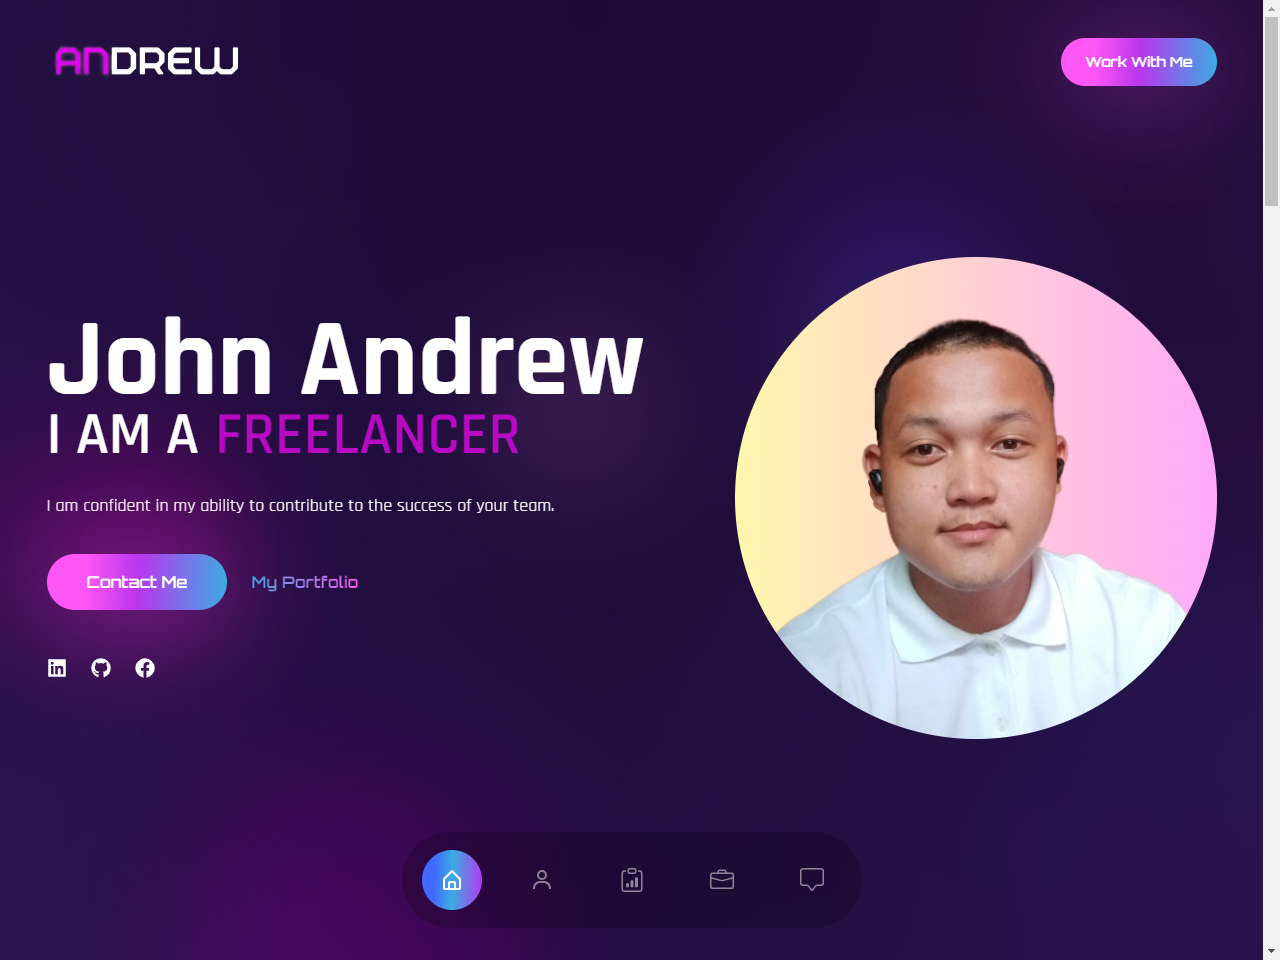 ANDREW
Work With Me
John Andrew
I AM A FREELANCER
I am confident in my ability to contribute to the success of your team.
Contact Me
My Portfolio